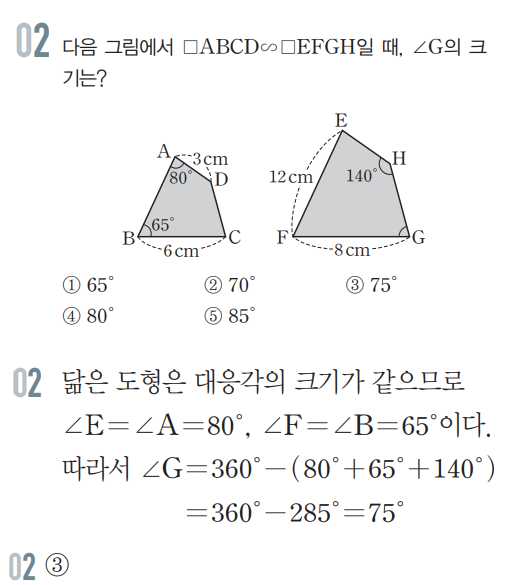 02 다음 그림에서 □ABCD∽□EFGH일 때, ∠G의 크
기는?
E
A
3cm
H
80°
D
12cm
140°
65°
B
C
F
G
6cm
8cm
① 65° ② 70° ③ 75°
④ 80° ⑤ 85°
02 닮은 도형은 대응각의 크기가 같으므로
∠E=∠A=80°, ∠F=∠B=65°이다.
따라서 ∠G=360°-(80°+65°+140°)
=360°-285°=75°
02 ③